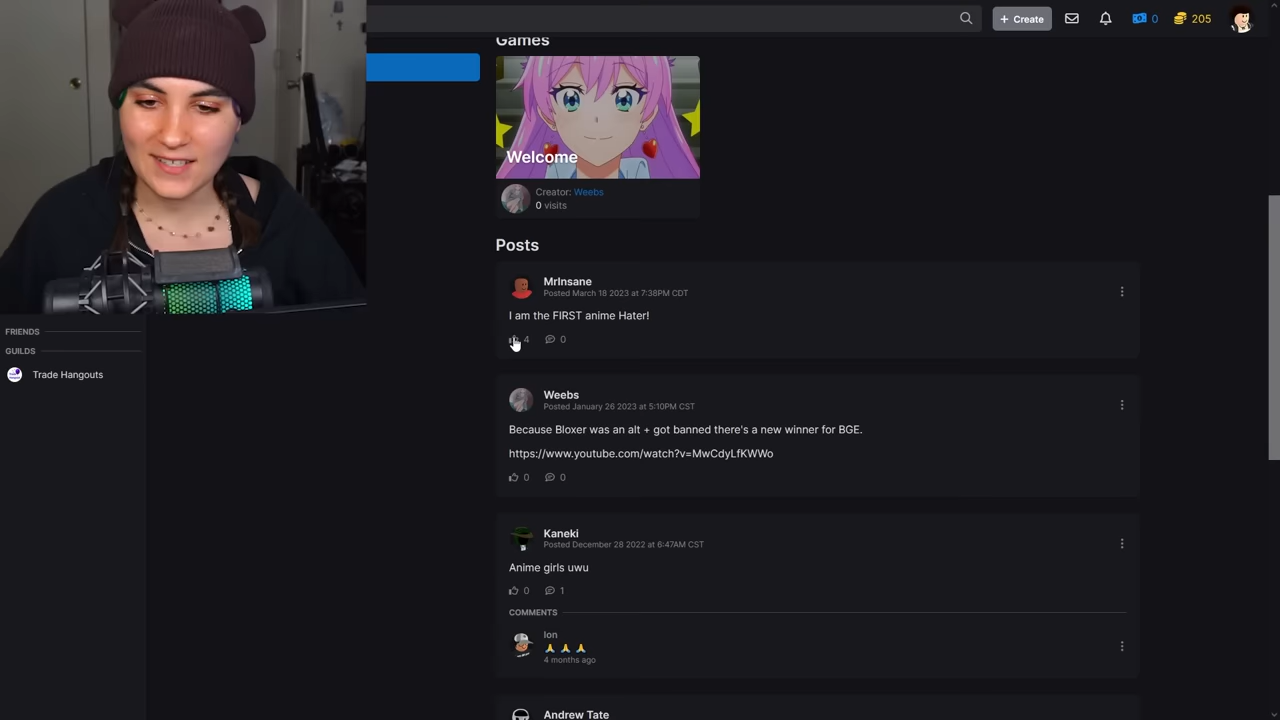 Create
0
205
Games
Welcome
Creator: Weebs
0 visits
Posts
MrInsane
Posted March 18 2023 at 7:38PM CDT
I am the FIRST anime Hater!
4
0
FRIENDS
GUILDS
Trade Hangouts
Weebs
Posted January 26 2023 at 5:10PM CST
Because Bloxer was an alt + got banned there's a new winner for BGE.
https://www.youtube.com/watch?v=MwCdyLfKWWo
0
0
Kaneki
Posted December 28 2022 at 6:47AM CST
Anime girls uwu
0
1
COMMENTS
Ion
🙏 🙏 🙏
4 months ago
Andrew Tate